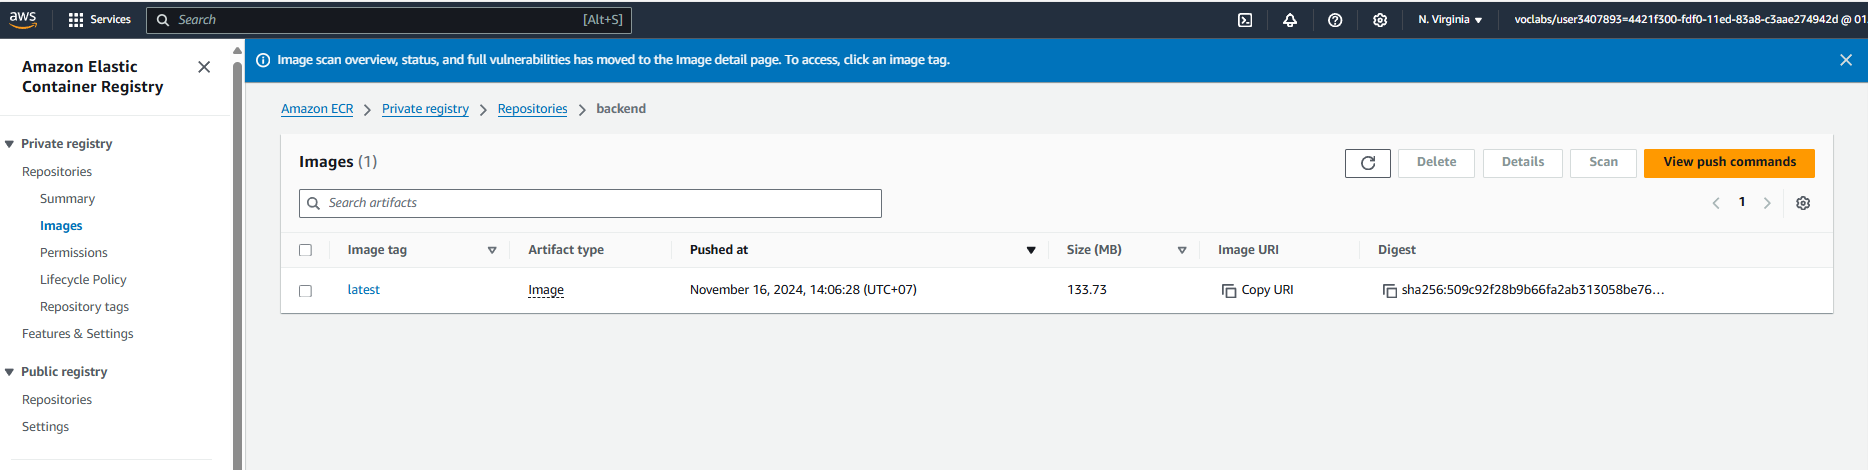 aws
Services
Search
[Alt+S]
N. Virginia
voclabs/user3407893=4421f300-fdf0-11ed-83a8-c3aae274942d @ 01
Amazon Elastic
Container Registry
Private registry
Repositories
Summary
Images
Permissions
Lifecycle Policy
Repository tags
Features & Settings
Public registry
Repositories
Settings
Image scan overview, status, and full vulnerabilities has moved to the Image detail page. To access, click an image tag.
Amazon ECR
Private registry
Repositories
backend
Images (1)
Delete
Details
Scan
View push commands
Search artifacts
1
Image tag
Artifact type
Pushed at
Size (MB)
Image URI
Digest
latest
Image
November 16, 2024, 14:06:28 (UTC+07)
133.73
Copy URI
sha256:509c92f28b9b66fa2ab313058be76...